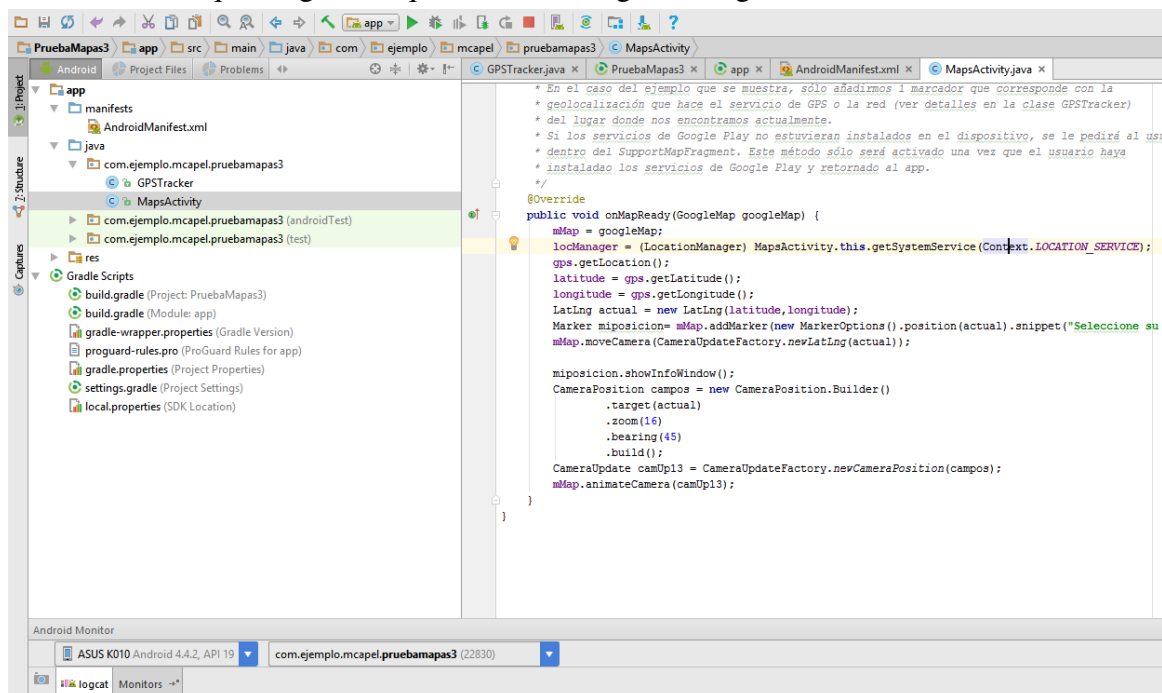 app
PruebaMapas3 app src main java com ejemplo mcapel pruebamapas3 MapsActivity
Android Project Files Problems
GPSTracker.java × PruebaMapas3 × app × AndroidManifest.xml × MapsActivity.java ×
1: Project
7: Structure
Captures
app
manifests
AndroidManifest.xml
java
com.ejemplo.mcapel.pruebamapas3
GPSTracker
MapsActivity
com.ejemplo.mcapel.pruebamapas3 (androidTest)
com.ejemplo.mcapel.pruebamapas3 (test)
res
Gradle Scripts
build.gradle (Project: PruebaMapas3)
build.gradle (Module: app)
gradle-wrapper.properties (Gradle Version)
proguard-rules.pro (ProGuard Rules for app)
gradle.properties (Project Properties)
settings.gradle (Project Settings)
local.properties (SDK Location)
* En el caso del ejemplo que se muestra, sólo añadirmos 1 marcador que corresponde con la
* geolocalización que hace el servicio de GPS o la red (ver detalles en la clase GPSTracker)
* del lugar donde nos encontramos actualmente.
* Si los servicios de Google Play no estuvieran instalados en el dispositivo, se le pedirá al usu
* dentro del SupportMapFragment. Este método sólo será activado una vez que el usuario haya
* instaladao los servicios de Google Play y retornado al app.
*/
@Override
public void onMapReady(GoogleMap googleMap) {
mMap = googleMap;
locManager = (LocationManager) MapsActivity.this.getSystemService(Context.LOCATION_SERVICE);
gps.getLocation();
latitude = gps.getLatitude();
longitude = gps.getLongitude();
LatLng actual = new LatLng(latitude,longitude);
Marker miposicion= mMap.addMarker(new MarkerOptions().position(actual).snippet("Seleccione su
mMap.moveCamera(CameraUpdateFactory.newLatLng(actual));
miposicion.showInfoWindow();
CameraPosition campos = new CameraPosition.Builder()
.target(actual)
.zoom(16)
.bearing(45)
.build();
CameraUpdate camUp13 = CameraUpdateFactory.newCameraPosition(campos);
mMap.animateCamera(camUp13);
}
}
Android Monitor
ASUS K010 Android 4.4.2, API 19 com.ejemplo.mcapel.pruebamapas3 (22830)
logcat Monitors